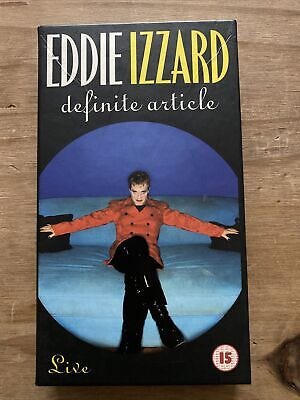 EDDIE IZZARD
definite article
Live
15